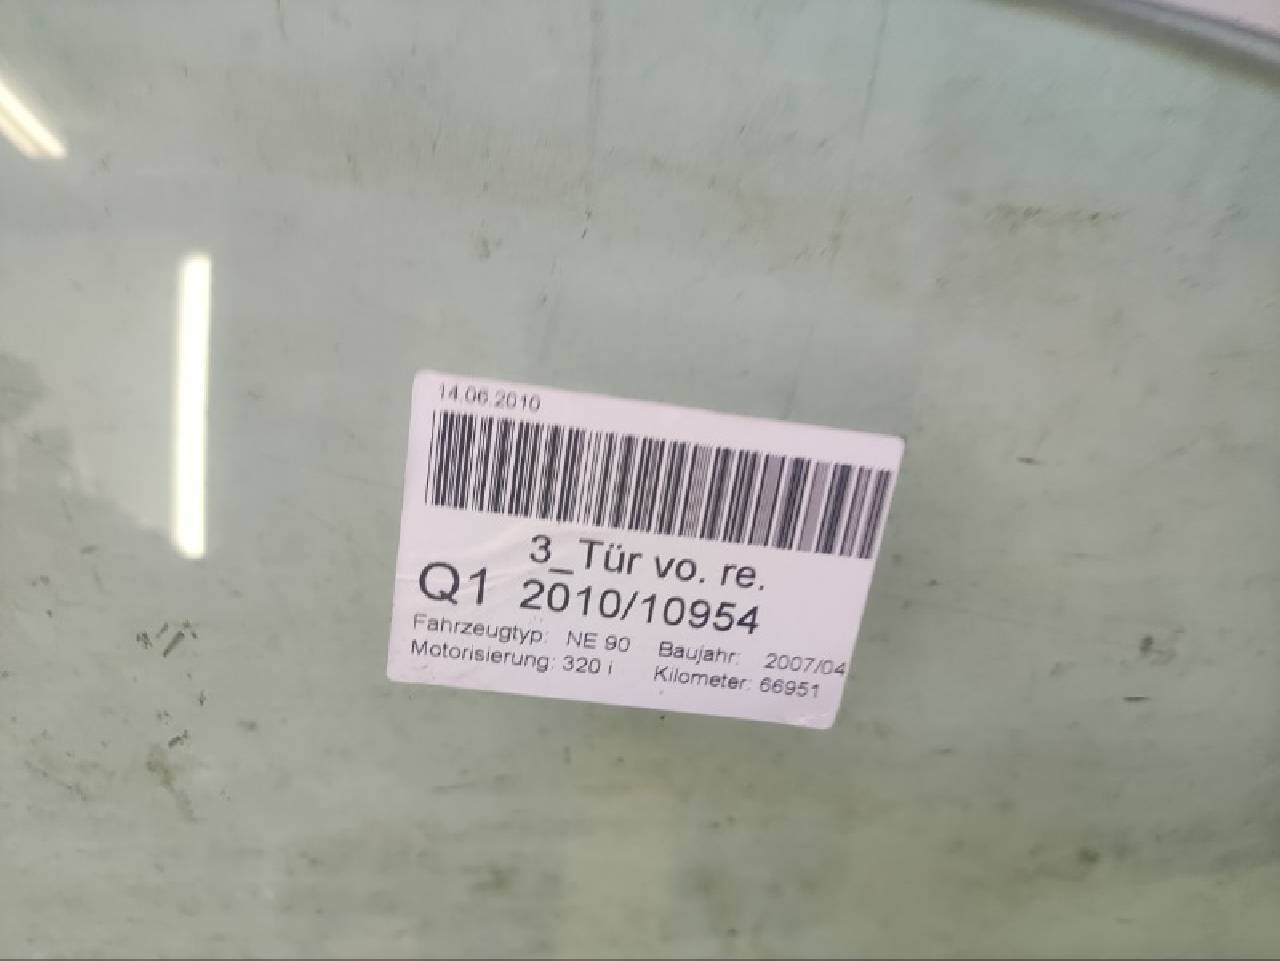 14.06.2010
3_Tür vo. re.
Q1 2010/10954
Fahrzeugtyp: NE 90 Baujahr: 2007/04
Motorisierung: 320 i Kilometer: 66951